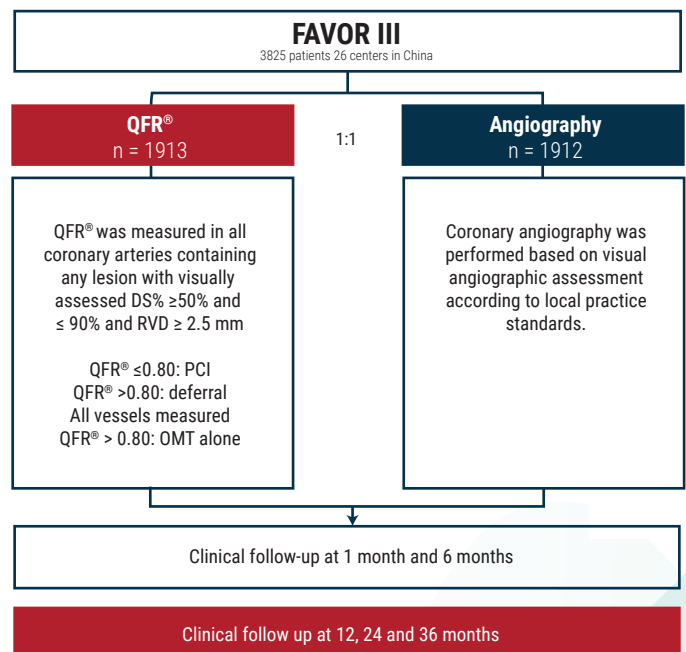 FAVOR III
3825 patients 26 centers in China
QFR®
n = 1913
1:1
Angiography
n = 1912
QFR® was measured in all
coronary arteries containing
any lesion with visually
assessed DS% ≥50% and
≤ 90% and RVD ≥ 2.5 mm
QFR® ≤0.80: PCI
QFR® >0.80: deferral
All vessels measured
QFR® > 0.80: OMT alone
Coronary angiography was
performed based on visual
angiographic assessment
according to local practice
standards.
Clinical follow-up at 1 month and 6 months
Clinical follow up at 12, 24 and 36 months